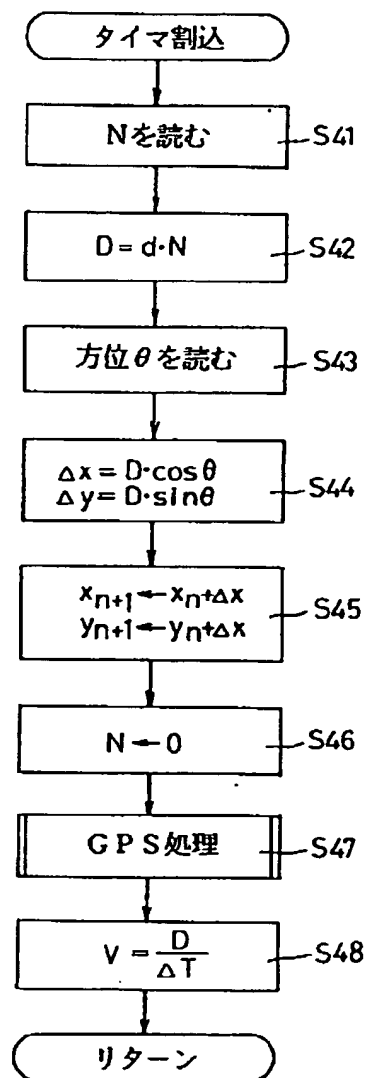 タイマ割込
Nを読む
S41
D=d・N
S42
方位θを読む
S43
Δx=D・cosθ
Δy=D・sinθ
S44
xn+1←xn+Δx
yn+1←yn+Δx
S45
N←0
S46
GPS処理
S47
V=D/ΔT
S48
リターン